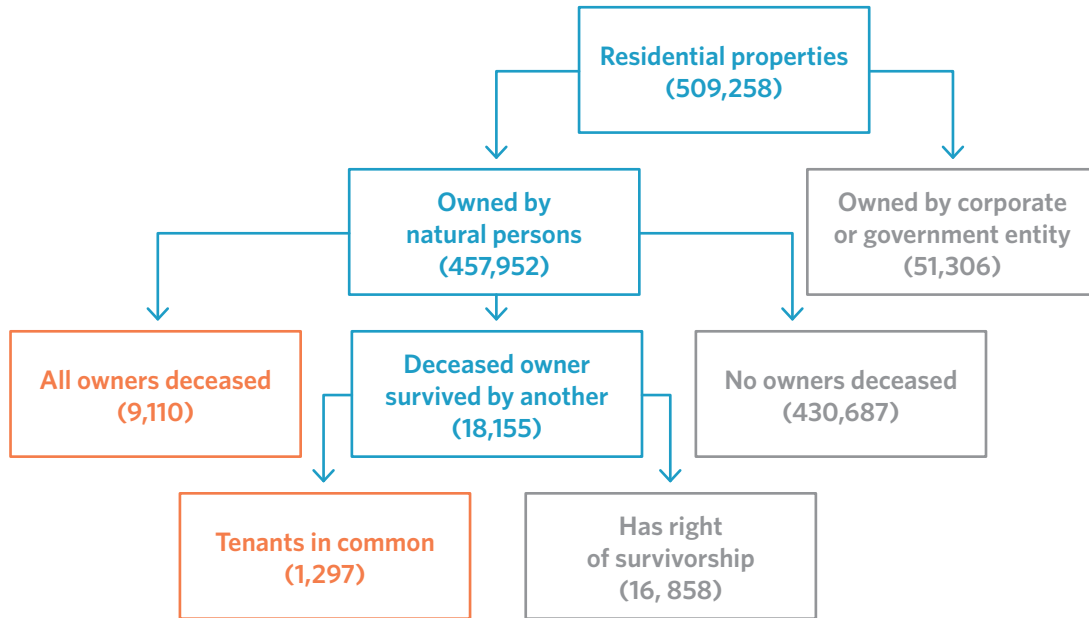 Residential properties
(509,258)
Owned by
natural persons
(457,952)
Owned by corporate
or government entity
(51,306)
All owners deceased
(9,110)
Deceased owner
survived by another
(18,155)
No owners deceased
(430,687)
Tenants in common
(1,297)
Has right
of survivorship
(16, 858)